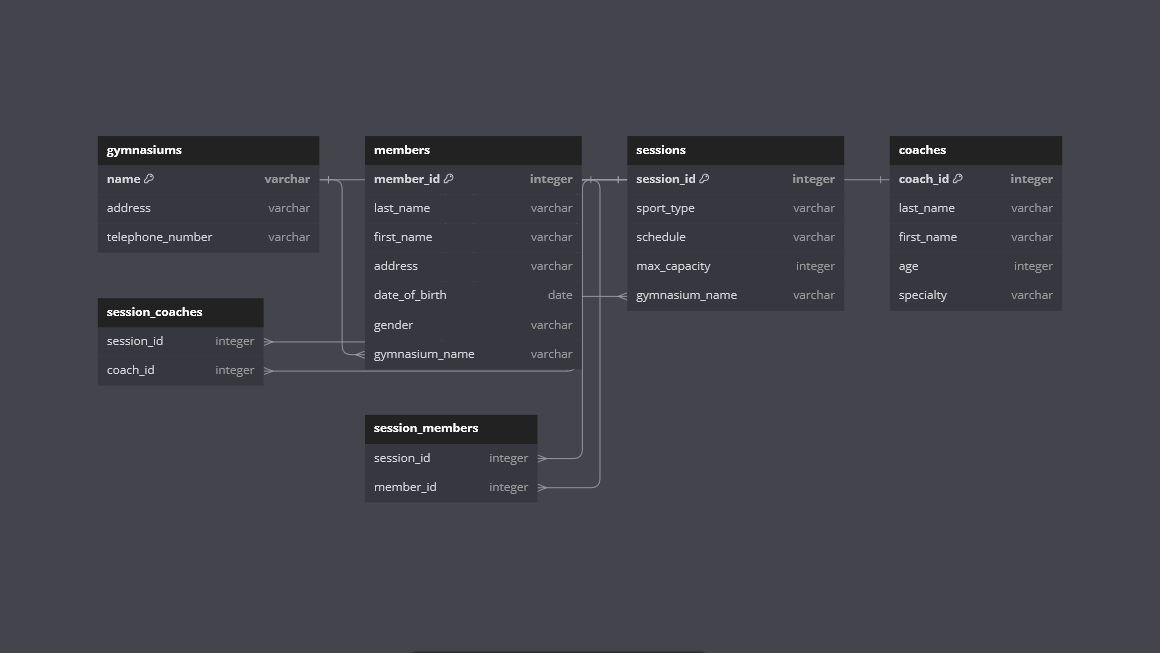 gymnasiums
name varchar
address varchar
telephone_number varchar
members
member_id integer
last_name varchar
first_name varchar
address varchar
date_of_birth date
gender varchar
gymnasium_name varchar
sessions
session_id integer
sport_type varchar
schedule varchar
max_capacity integer
gymnasium_name varchar
coaches
coach_id integer
last_name varchar
first_name varchar
age integer
specialty varchar
session_coaches
session_id integer
coach_id integer
session_members
session_id integer
member_id integer